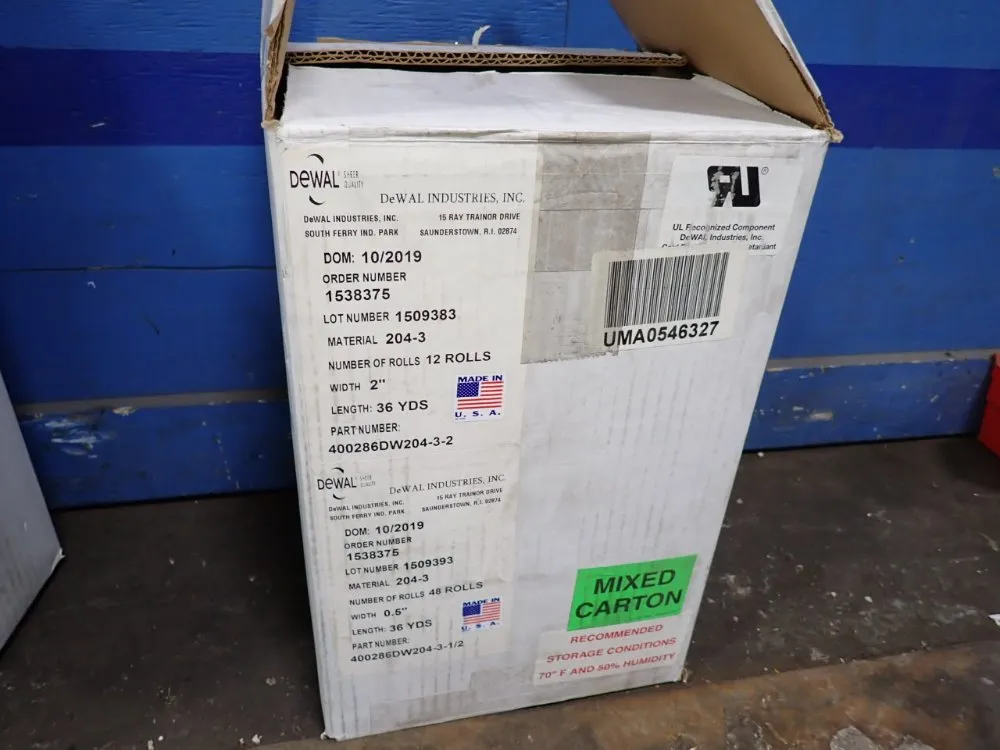 DeWAL® SHEER
QUALITY
DeWAL INDUSTRIES, INC.
DeWAL INDUSTRIES, INC. 15 RAY TRAINOR DRIVE
SOUTH FERRY IND. PARK SAUNDERSTOWN, R.I. 02874
DOM: 10/2019
ORDER NUMBER
1538375
LOT NUMBER 1509383
MATERIAL 204-3
NUMBER OF ROLLS 12 ROLLS
WIDTH 2"
LENGTH: 36 YDS
PART NUMBER:
400286DW204-3-2
MADE IN
U. S. A.
DeWAL SHEER
QUALITY
DeWAL INDUSTRIES, INC.
DeWAL INDUSTRIES, INC. 15 RAY TRAINOR DRIVE
SOUTH FERRY IND. PARK SAUNDERSTOWN, R.I. 02874
DOM: 10/2019
ORDER NUMBER
1538375
LOT NUMBER 1509393
MATERIAL 204-3
NUMBER OF ROLLS 48 ROLLS
WIDTH 0.5"
LENGTH: 36 YDS
PART NUMBER:
400286DW204-3-1/2
MADE IN
U. S. A.
RU®
UL Recognized Component
DeWAL Industries, Inc.
UMA0546327
MIXED
CARTON
RECOMMENDED
STORAGE CONDITIONS
70° F AND 50% HUMIDITY